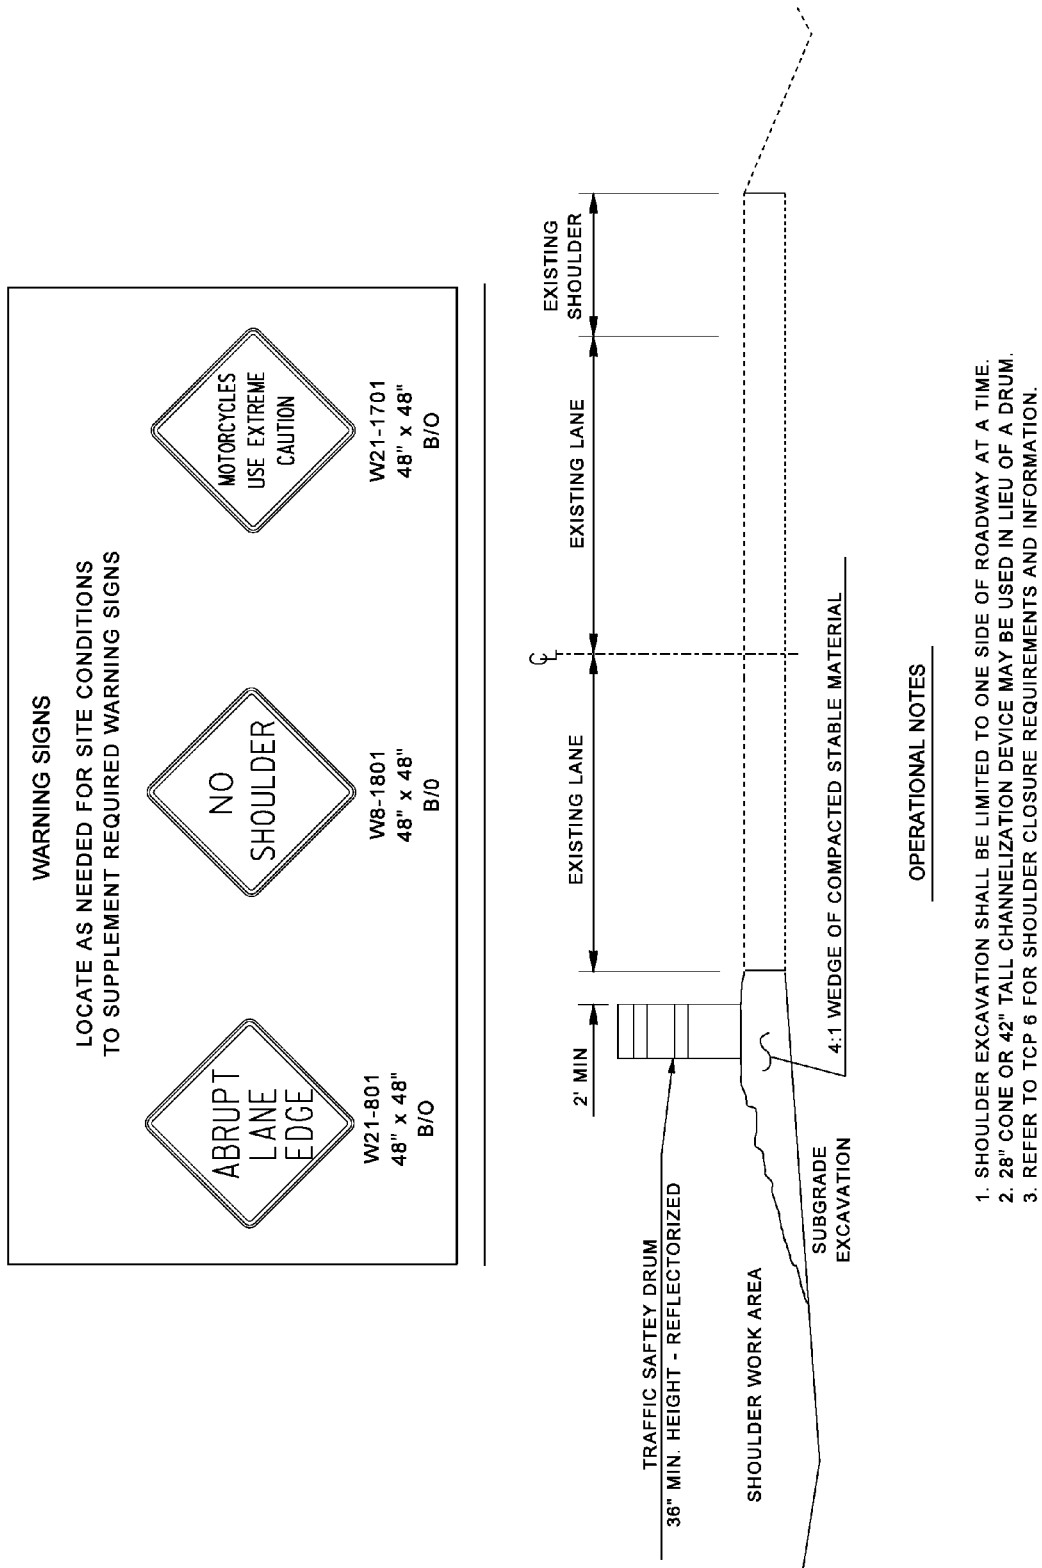 WARNING SIGNS
LOCATE AS NEEDED FOR SITE CONDITIONS
TO SUPPLEMENT REQUIRED WARNING SIGNS
ABRUPT
LANE
EDGE
W21-801
48" x 48"
B/O
NO
SHOULDER
W8-1801
48" x 48"
B/0
MOTORCYCLES
USE EXTREME
CAUTION
W21-1701
48" x 48"
B/O
TRAFFIC SAFTEY DRUM
36" MIN. HEIGHT - REFLECTORIZED
2' MIN
EXISTING LANE
CL
EXISTING LANE
EXISTING
SHOULDER
SHOULDER WORK AREA
SUBGRADE
EXCAVATION
4:1 WEDGE OF COMPACTED STABLE MATERIAL
OPERATIONAL NOTES
1. SHOULDER EXCAVATION SHALL BE LIMITED TO ONE SIDE OF ROADWAY AT A TIME.
2. 28" CONE OR 42" TALL CHANNELIZATION DEVICE MAY BE USED IN LIEU OF A DRUM.
3. REFER TO TCP 6 FOR SHOULDER CLOSURE REQUIREMENTS AND INFORMATION.